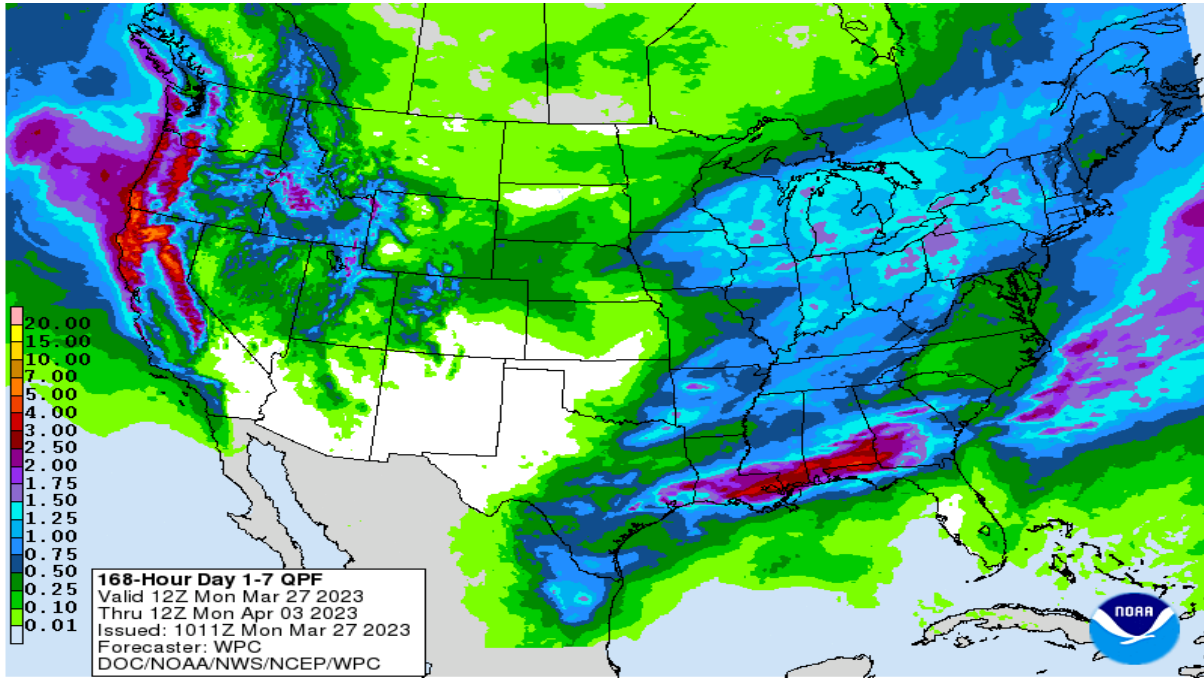 20.00
15.00
10.00
7.00
5.00
4.00
3.00
2.50
2.00
1.75
1.50
1.25
1.00
0.75
0.50
0.25
0.10
0.01
168-Hour Day 1-7 QPF
Valid 12Z Mon Mar 27 2023
Thru 12Z Mon Apr 03 2023
Issued: 1011Z Mon Mar 27 2023
Forecaster: WPC
DOC/NOAA/NWS/NCEP/WPC
NOAA